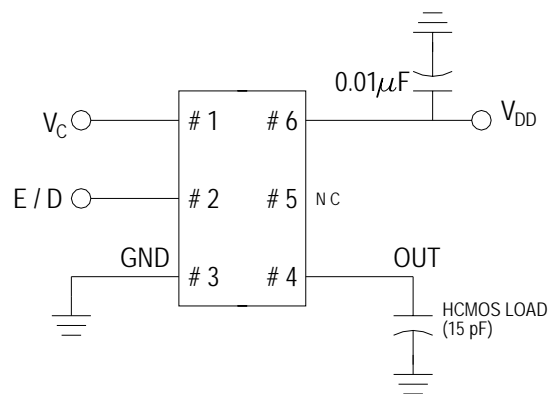 0.01μF
V_C
# 1
# 6
V_DD
E / D
# 2
# 5
N C
GND
# 3
# 4
OUT
HCMOS LOAD
(15 pF)